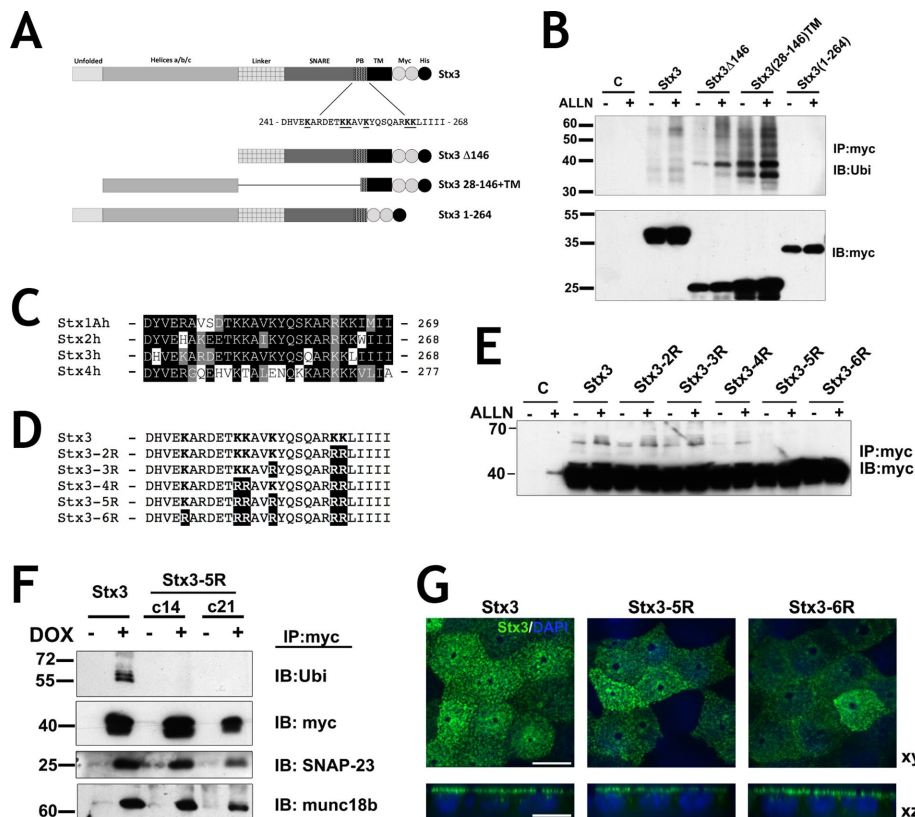 A
Unfolded Helices a/b/c Linker SNARE PB TM Myc His
Stx3
241 - DHVEKARDETKKAVKYQSQARKKLIIII - 268
Stx3 Δ146
Stx3 28-146+TM
Stx3 1-264
B
C Stx3 Stx3Δ146 Stx3(28-146)TM Stx3(1-264)
ALLN - + - + - + - + - +
60
50
40
30
IP:myc
IB:Ubi
55
35
25
IB:myc
C
Stx1Ah - DYVERAVSDTKKAVKYQSKARRKKIMII - 269
Stx2h - DYVEHAKEETKKAIKYQSKARRKKWII - 268
Stx3h - DHVEKARDETKKAVKYQSQARKKLIII - 268
Stx4h - DYVERGQEHVKTALENQKKARKKKVLIA - 277
D
Stx3 - DHVEKARDETKKAVKYQSQARKKLIIII
Stx3-2R - DHVEKARDETKKAVKYQSQARRRLIIII
Stx3-3R - DHVEKARDETKKAVRYQSQARRRLIIII
Stx3-4R - DHVEKARDETRRAVKYQSQARRRLIIII
Stx3-5R - DHVEKARDETRRAVRYQSQARRRLIIII
Stx3-6R - DHVERARDETRRAVRYQSQARRRLIIII
E
C Stx3 Stx3-2R Stx3-3R Stx3-4R Stx3-5R Stx3-6R
ALLN - + - + - + - + - + - + - +
70
40
IP:myc
IB:myc
F
Stx3 Stx3-5R
c14 c21
DOX - + - + - + IP:myc
72
55
IB:Ubi
40
IB: myc
25
IB: SNAP-23
60
IB: munc18b
G
Stx3 Stx3-5R Stx3-6R
Stx3/DAPI
xy
xz